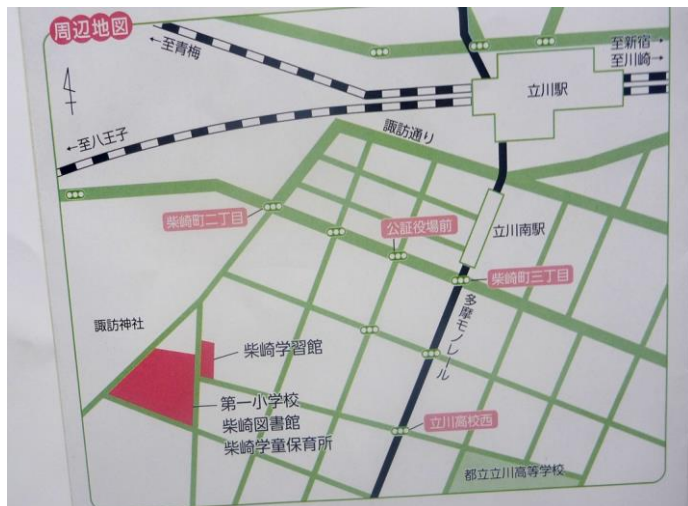 周辺地図
←至青梅
至新宿
至川崎→
立川駅
←至八王子
諏訪通り
柴崎町二丁目
公証役場前
立川南駅
柴崎町三丁目
多摩モノレール
諏訪神社
柴崎学習館
第一小学校
柴崎図書館
柴崎学童保育所
立川高校西
都立立川高等学校